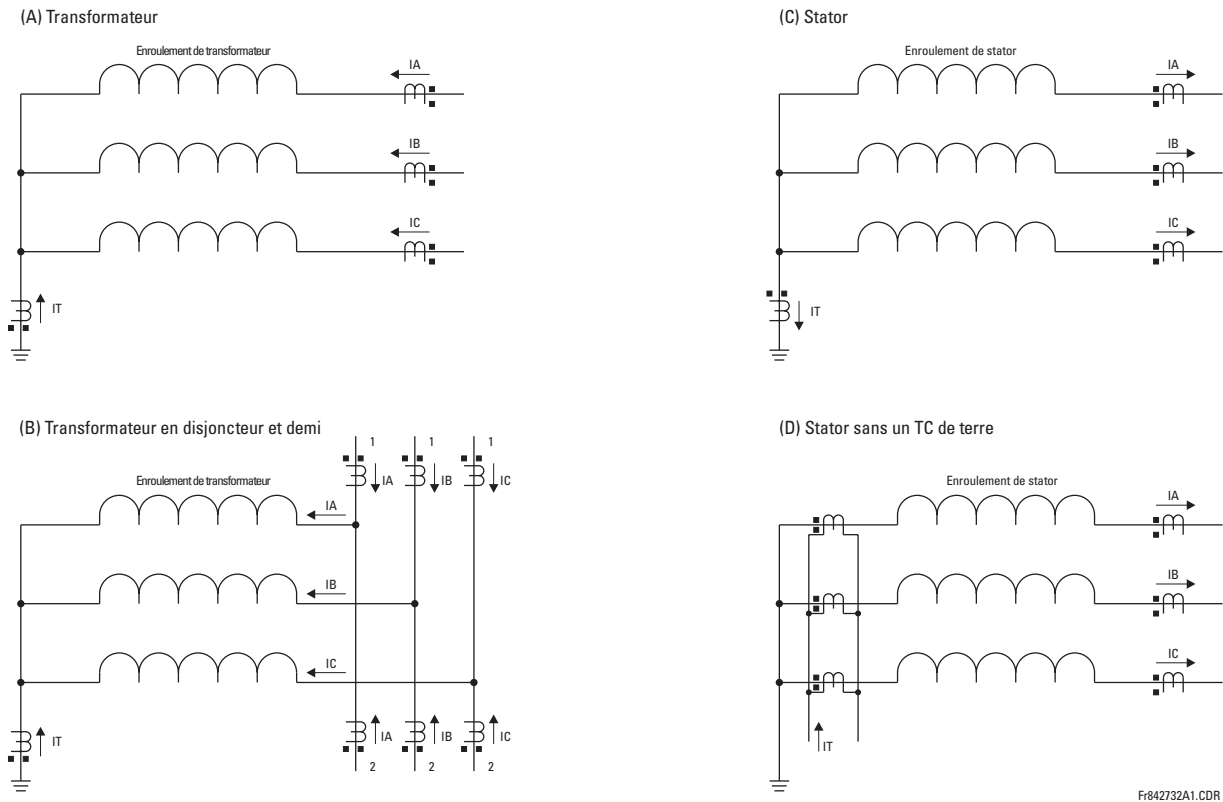 (A) Transformateur
Enroulement de transformateur
IA
IB
IC
IT
(C) Stator
Enroulement de stator
IA
IB
IC
IT
(B) Transformateur en disjoncteur et demi
1 1 1
Enroulement de transformateur
IA IB IC
IA
IB
IC
IT
IA IB IC
2 2 2
(D) Stator sans un TC de terre
Enroulement de stator
IA
IB
IC
IT
Fr842732A1.CDR